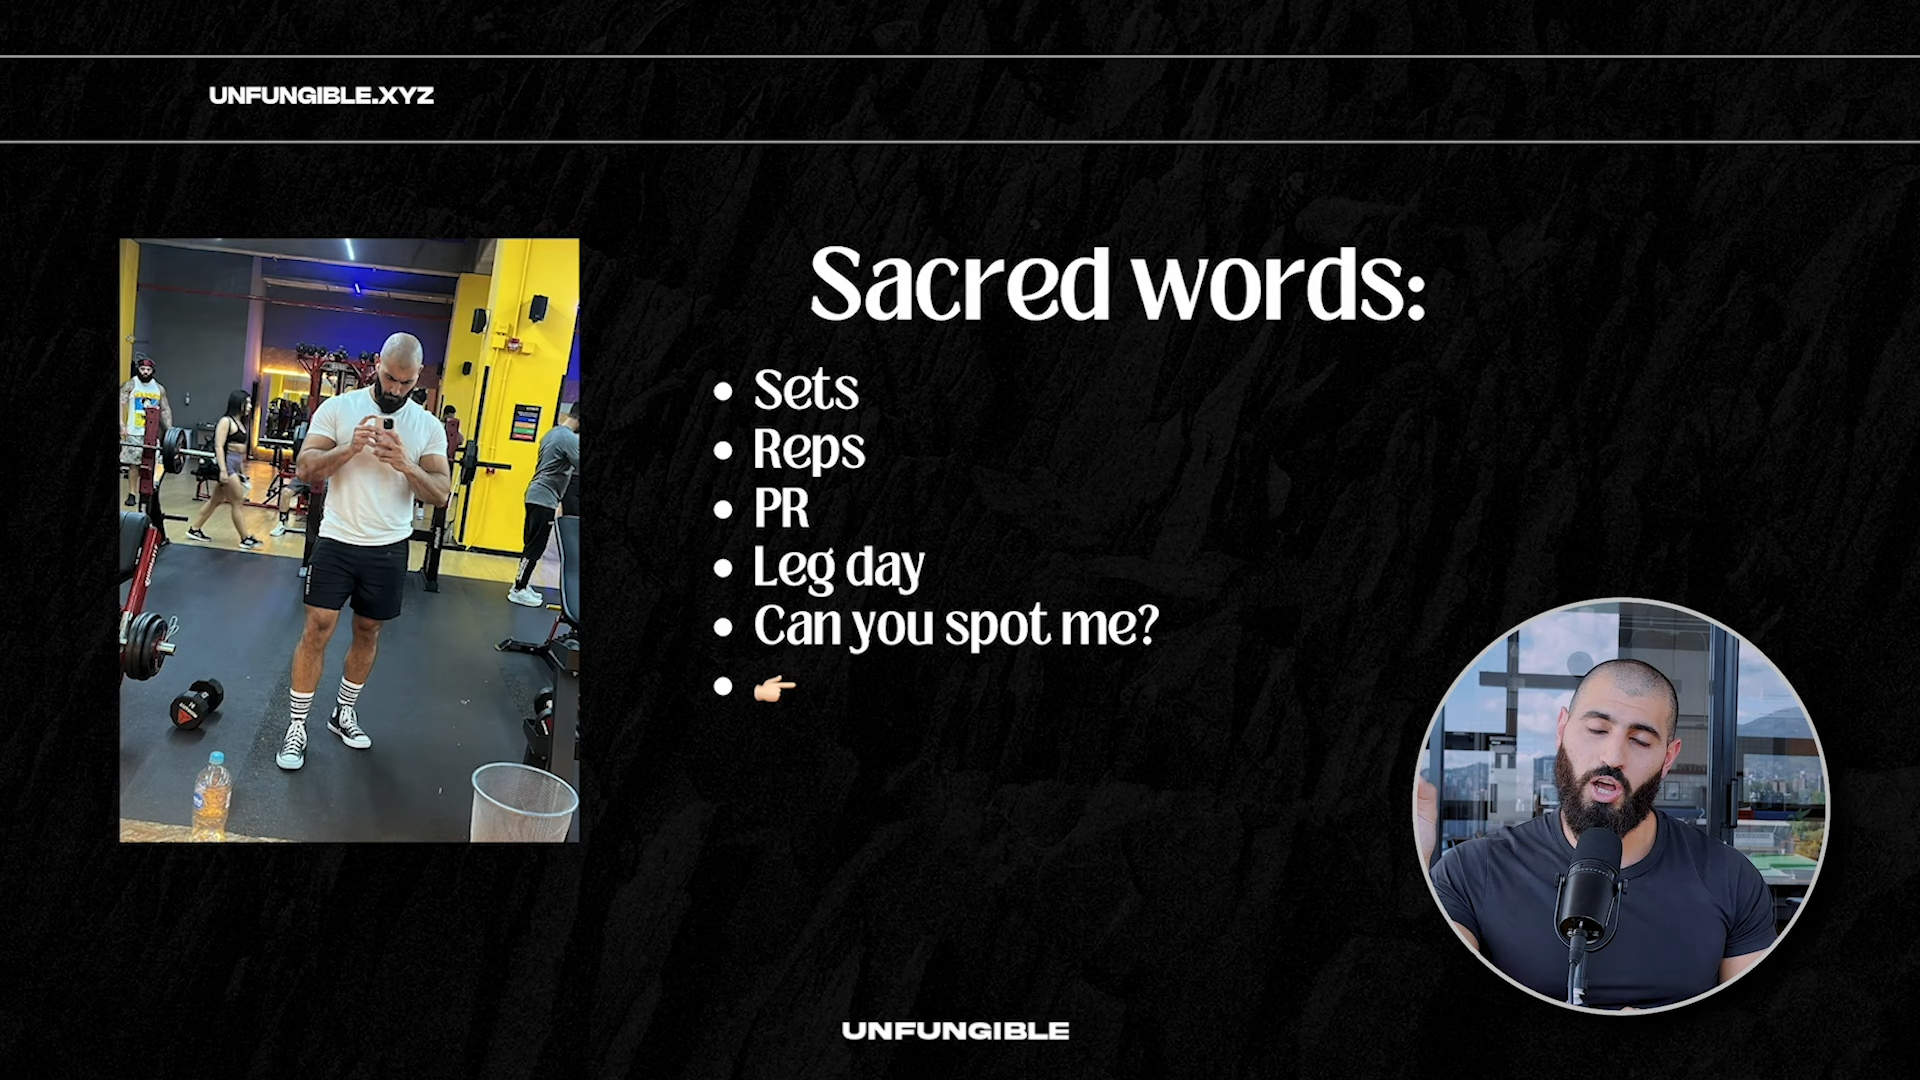 UNFUNGIBLE.XYZ
Sacred words:
• Sets
• Reps
• PR
• Leg day
• Can you spot me?
• 👉🏻
UNFUNGIBLE